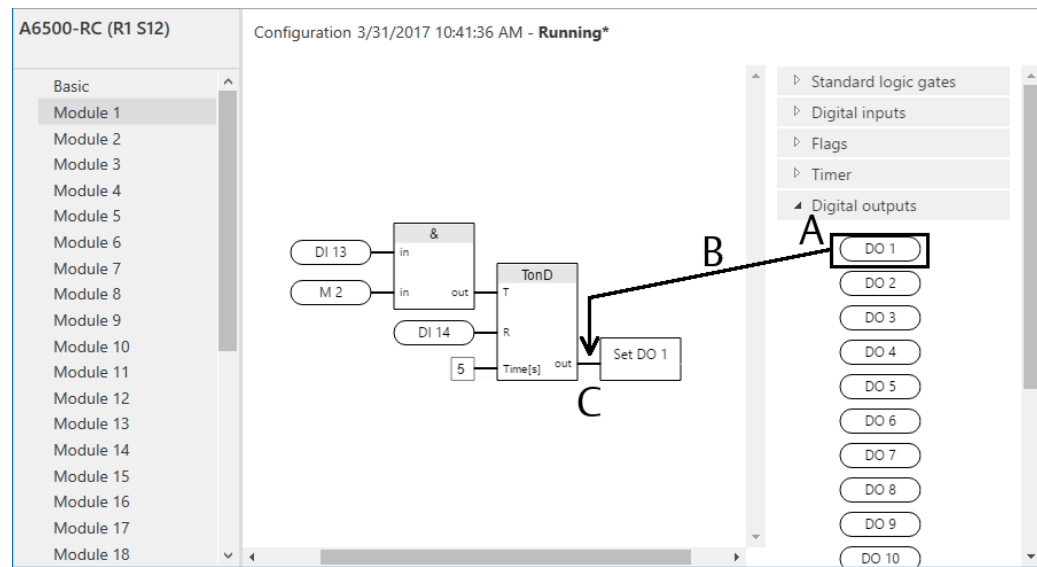 A6500-RC (R1 S12)
Configuration 3/31/2017 10:41:36 AM - Running*
Basic
Module 1
Module 2
Module 3
Module 4
Module 5
Module 6
Module 7
Module 8
Module 9
Module 10
Module 11
Module 12
Module 13
Module 14
Module 15
Module 16
Module 17
Module 18
&
DI 13
in
M 2
in
out
TonD
T
DI 14
R
5
Time[s]
out
Set DO 1
A
B
C
Standard logic gates
Digital inputs
Flags
Timer
Digital outputs
DO 1
DO 2
DO 3
DO 4
DO 5
DO 6
DO 7
DO 8
DO 9
DO 10